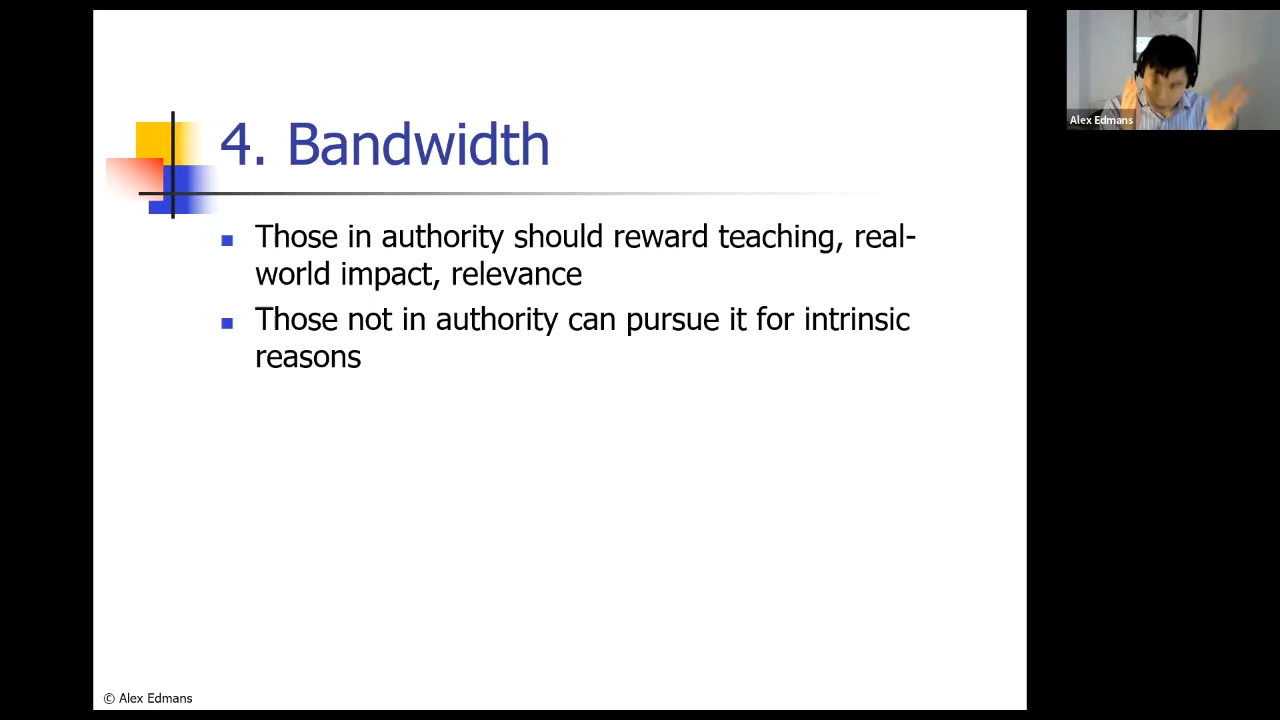 4. Bandwidth
Those in authority should reward teaching, real-
world impact, relevance
Those not in authority can pursue it for intrinsic
reasons
© Alex Edmans
Alex Edmans